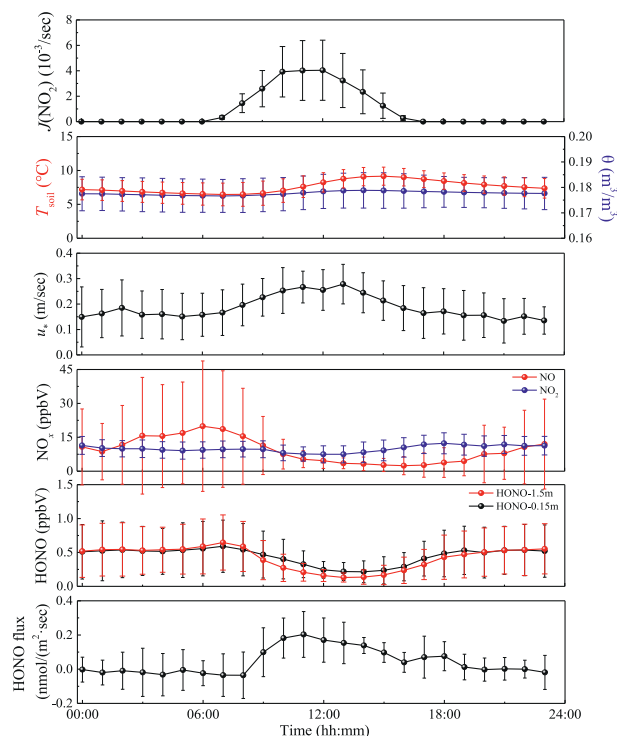 J(NO₂) (10⁻³/sec)
8
6
4
2
0
T_soil (°C)
15
10
5
0
θ (m³/m³)
0.20
0.18
0.17
0.16
u* (m/sec)
0.4
0.3
0.2
0.1
0.0
NOₓ (ppbV)
45
30
15
0
NO
NO₂
HONO (ppbV)
1.5
1.0
0.5
0.0
HONO-1.5m
HONO-0.15m
HONO flux
(nmol/(m²·sec)
0.4
0.2
0.0
-0.2
00:00 06:00 12:00 18:00 24:00
Time (hh:mm)